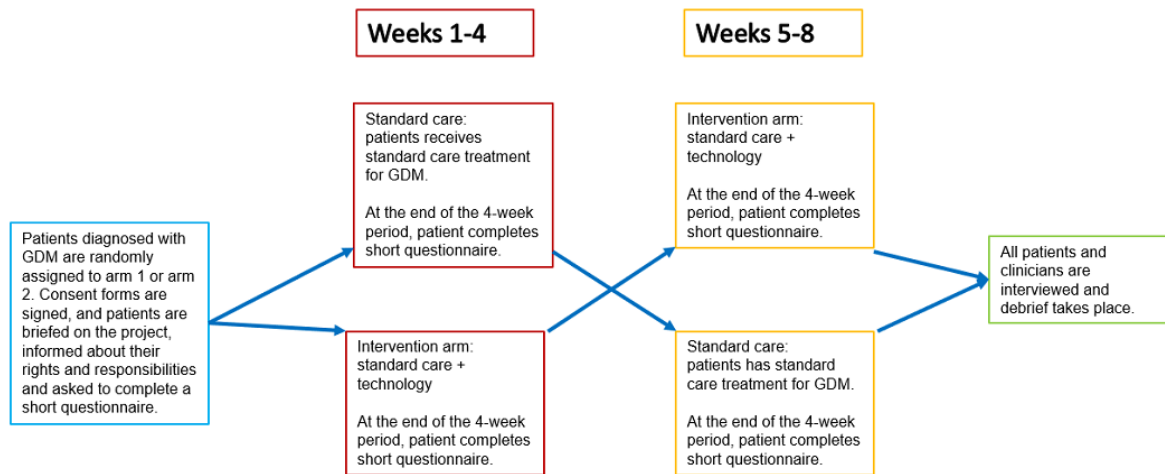 Weeks 1-4
Weeks 5-8
Patients diagnosed with
GDM are randomly
assigned to arm 1 or arm
2. Consent forms are
signed, and patients are
briefed on the project,
informed about their
rights and responsibilities
and asked to complete a
short questionnaire.
Standard care:
patients receives
standard care treatment
for GDM.
At the end of the 4-week
period, patient completes
short questionnaire.
Intervention arm:
standard care +
technology
At the end of the 4-week
period, patient completes
short questionnaire.
Intervention arm:
standard care +
technology
At the end of the 4-week
period, patient completes
short questionnaire.
Standard care:
patients has standard
care treatment for GDM.
At the end of the 4-week
period, patient completes
short questionnaire.
All patients and
clinicians are
interviewed and
debrief takes place.